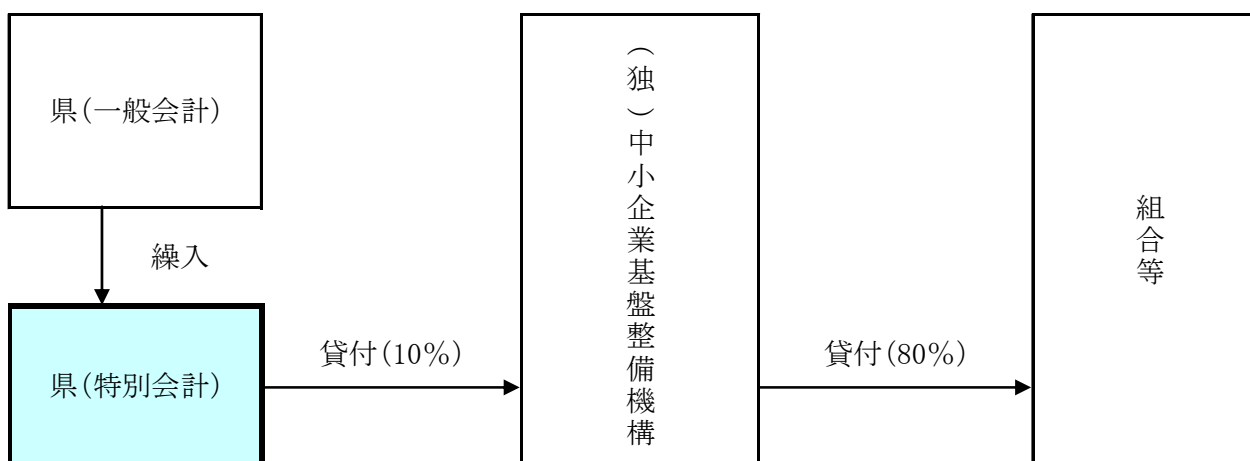 県(一般会計)
繰入
県(特別会計)
貸付(10%)
(独)中小企業基盤整備機構
貸付(80%)
組合等